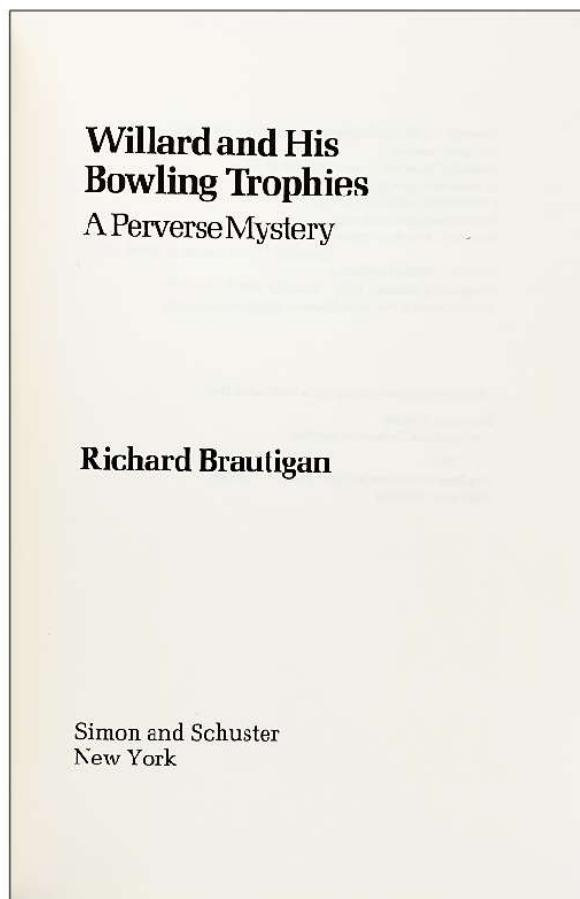 Willard and His
Bowling Trophies
A Perverse Mystery
Richard Brautigan
Simon and Schuster
New York